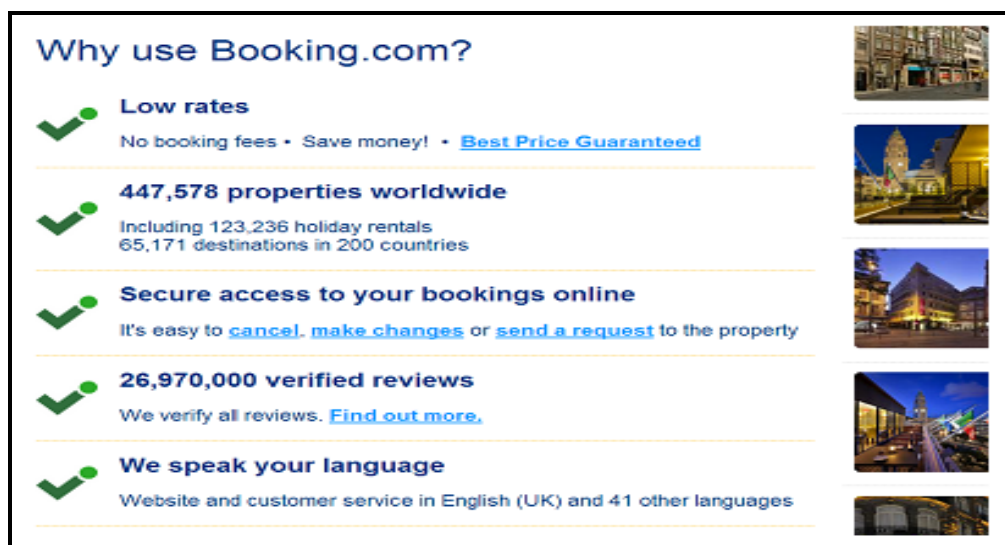 Why use Booking.com?
Low rates
No booking fees • Save money! • Best Price Guaranteed
447,578 properties worldwide
Including 123,236 holiday rentals
65,171 destinations in 200 countries
Secure access to your bookings online
It's easy to cancel, make changes or send a request to the property
26,970,000 verified reviews
We verify all reviews. Find out more.
We speak your language
Website and customer service in English (UK) and 41 other languages